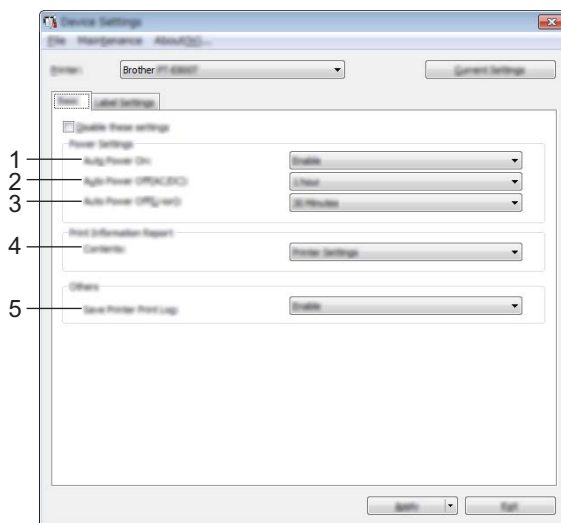 Device Settings
File Maintenance About
Printer: Brother PT-E800T Current Settings
Basic Label Settings
Disable these settings
Power Settings
1 Auto Power On: Enable
2 Auto Power Off(AC/DC): 1 hour
3 Auto Power Off(Li-ion): 30 Minutes
Print Information Report
4 Contents: Printer Settings
Others
5 Save Printer Print Log: Enable
Apply Exit